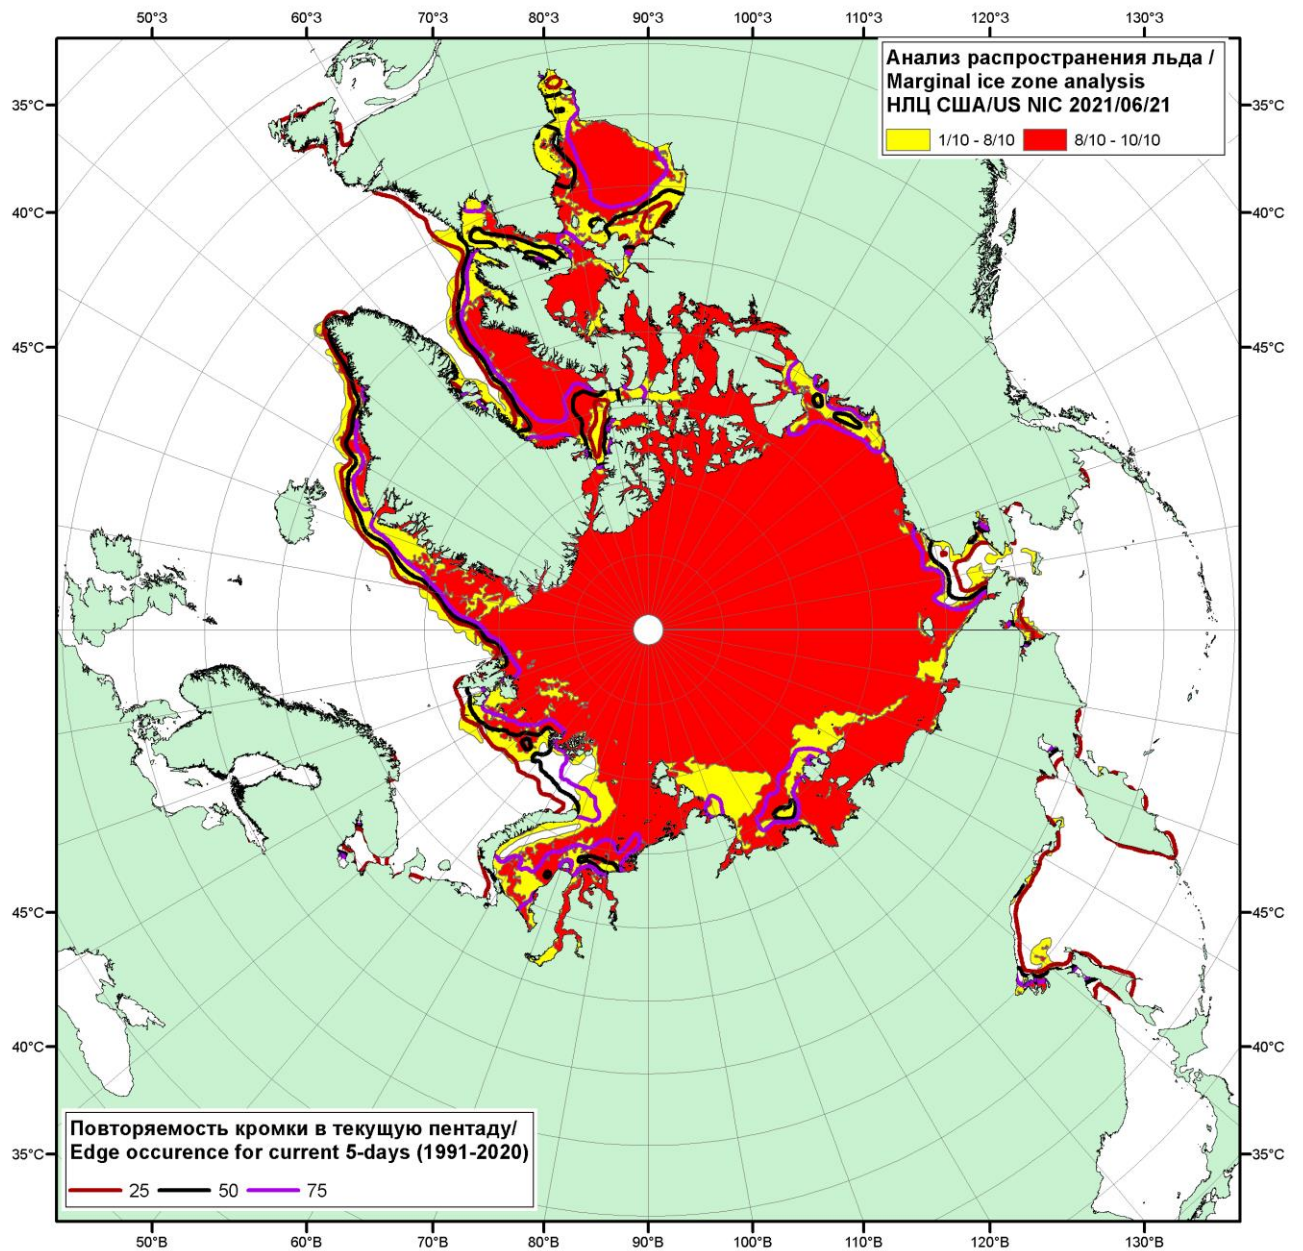 50°З 60°З 70°З 80°З 90°З 100°З 110°З 120°З 130°З
Анализ распространения льда /
Marginal ice zone analysis
НЛЦ США/US NIC 2021/06/21
1/10 - 8/10 8/10 - 10/10
35°С 35°С
40°С 40°С
45°С 45°С
45°С 45°С
40°С 40°С
Повторяемость кромки в текущую пентаду/
Edge occurence for current 5-days (1991-2020)
25 50 75
35°С 35°С
50°В 60°В 70°В 80°В 90°В 100°В 110°В 120°В 130°В